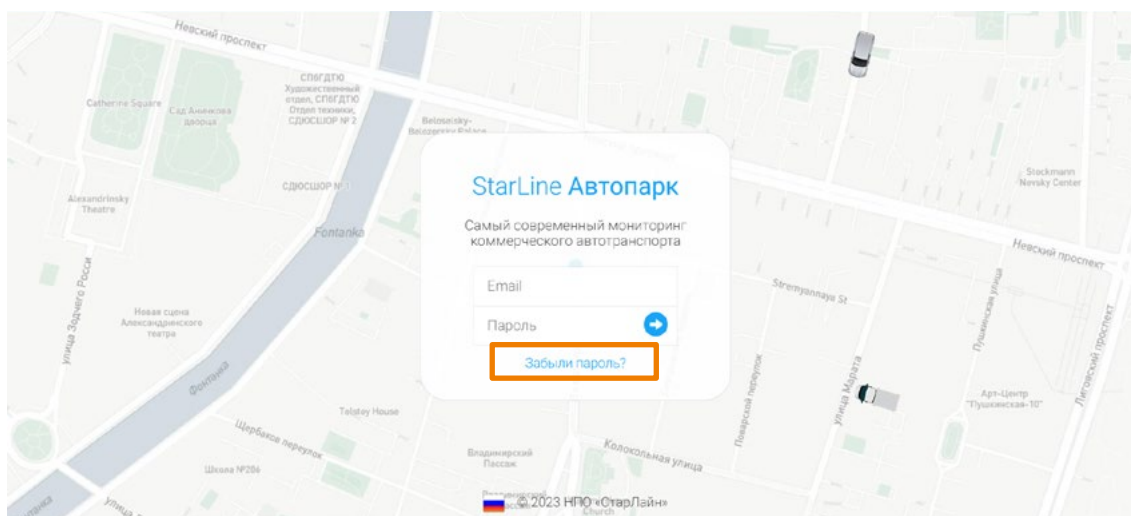 Невский проспект
СПбГДТЮ
Художественный
отдел, СПбГДТЮ
Отдел техники,
СДЮСШОР № 2
Catherine Square
Сад Аничкова
дворца
Beloselsky-
Belozersky Palace
СДЮСШОР № 1
Alexandrinsky
Theatre
Fontanka
StarLine Автопарк
Самый современный мониторинг
коммерческого автотранспорта
Email
Пароль
Забыли пароль?
Stockmann
Nevsky Center
Невский проспект
Stremyannaya St
Пушкинская улица
Лиговский проспект
улица Зодчего Росси
Новая сцена
Александринского
театра
Фонтанка
Tolstoy House
Щербаков переулок
Школа №206
Поварской переулок
улица Марата
Арт-Центр
"Пушкинская-10"
Владимирский
Пассаж
Колокольная улица
улица
Church
© 2023 НПО «СтарЛайн»